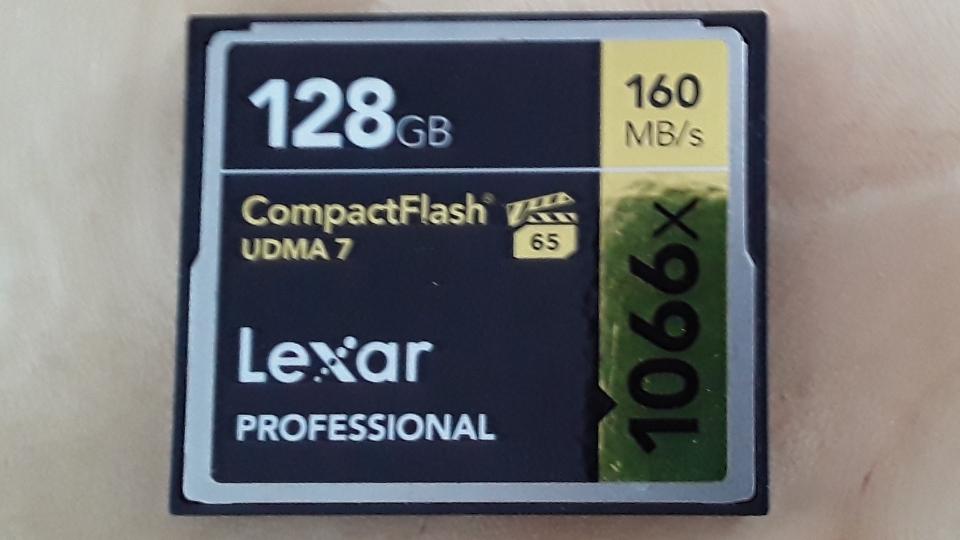 128GB
160
MB/s
CompactFlash®
UDMA 7
65
1066x
Lexar
PROFESSIONAL